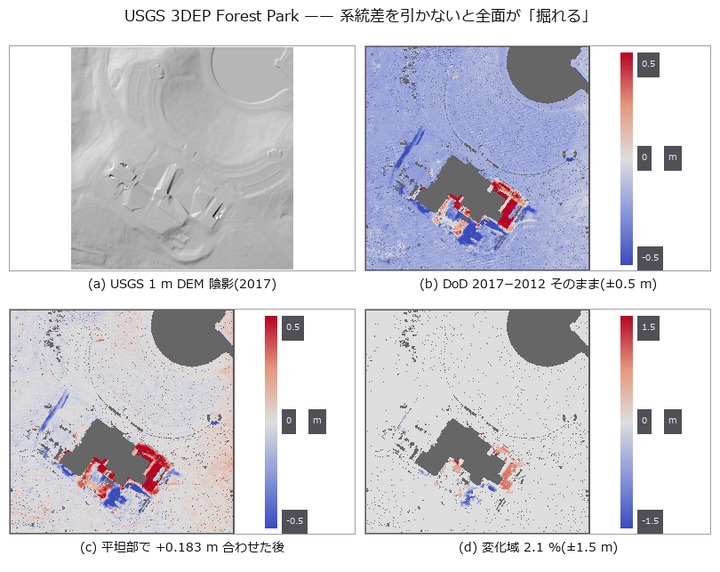 USGS 3DEP Forest Park —— 系統差を引かないと全面が「掘れる」
(a) USGS 1 m DEM 陰影(2017)
0.5
0
m
-0.5
(b) DoD 2017−2012 そのまま(±0.5 m)
0.5
0
m
-0.5
(c) 平坦部で +0.183 m 合わせた後
1.5
0
m
-1.5
(d) 変化域 2.1 %(±1.5 m)